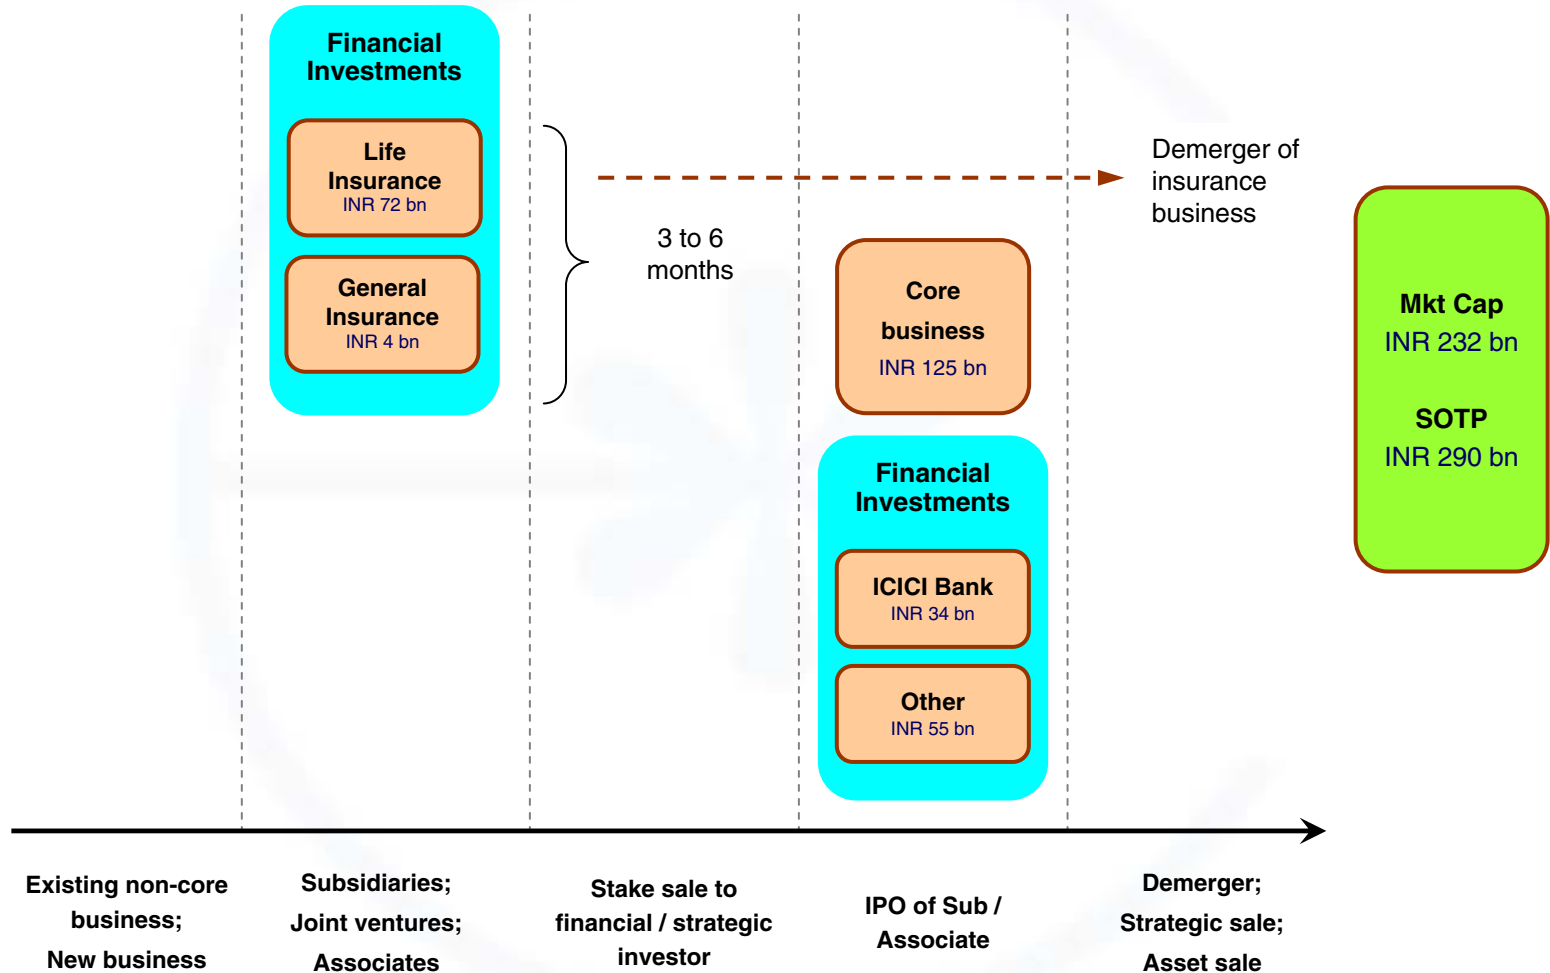 Financial
Investments
Life
Insurance
INR 72 bn
General
Insurance
INR 4 bn
3 to 6
months
Demerger of
insurance
business
Core
business
INR 125 bn
Financial
Investments
ICICI Bank
INR 34 bn
Other
INR 55 bn
Mkt Cap
INR 232 bn
SOTP
INR 290 bn
Existing non-core
business;
New business
Subsidiaries;
Joint ventures;
Associates
Stake sale to
financial / strategic
investor
IPO of Sub /
Associate
Demerger;
Strategic sale;
Asset sale